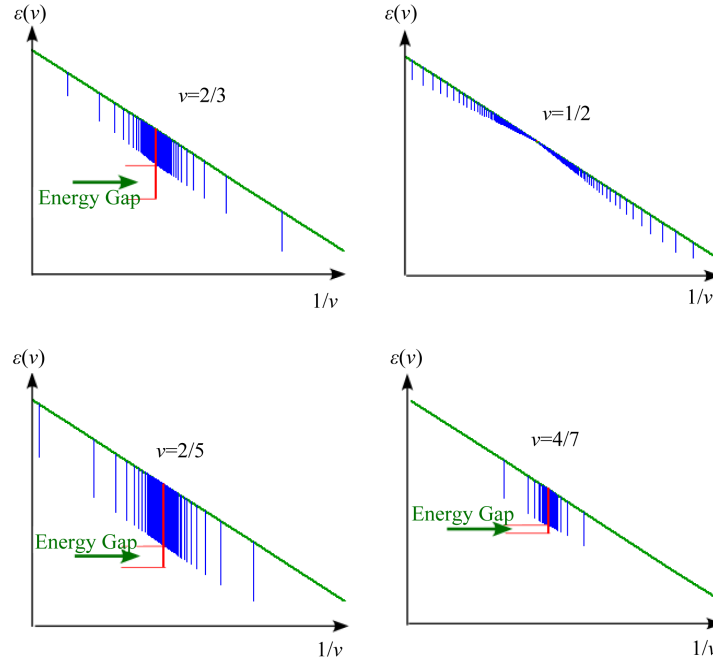 ε(ν)
ν=2/3
Energy Gap
1/ν
ε(ν)
ν=1/2
1/ν
ε(ν)
ν=2/5
Energy Gap
1/ν
ε(ν)
ν=4/7
Energy Gap
1/ν